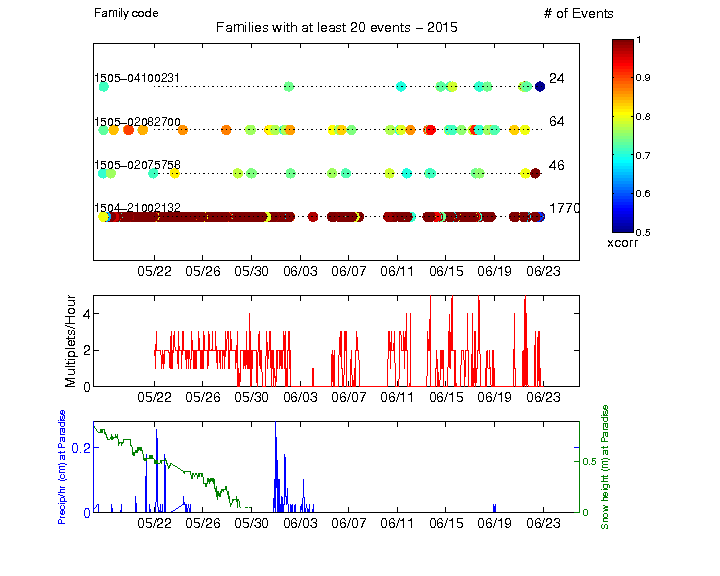 Family code
# of Events
Families with at least 20 events − 2015
1505−04100231
24
1505−02082700
64
1505−02075758
46
1504−21002132
1770
05/22 05/26 05/30 06/03 06/07 06/11 06/15 06/19 06/23
1
0.9
0.8
0.7
0.6
0.5
xcorr
Multiplets/Hour
4
2
0
05/22 05/26 05/30 06/03 06/07 06/11 06/15 06/19 06/23
Precip/hr (cm) at Paradise
0.2
0
0.5
0
Snow height (m) at Paradise
05/22 05/26 05/30 06/03 06/07 06/11 06/15 06/19 06/23